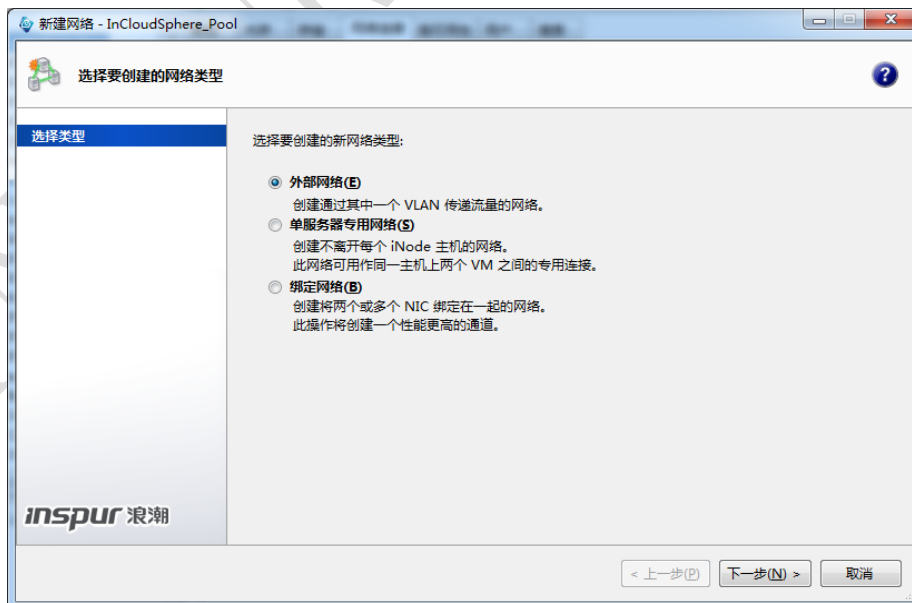 新建网络 - InCloudSphere_Pool
选择要创建的网络类型
选择类型
选择要创建的新网络类型:
外部网络(E)
创建通过其中一个 VLAN 传递流量的网络。
单服务器专用网络(S)
创建不离开每个 iNode 主机的网络。
此网络可用作同一主机上两个 VM 之间的专用连接。
绑定网络(B)
创建将两个或多个 NIC 绑定在一起的网络。
此操作将创建一个性能更高的通道。
inspur 浪潮
< 上一步(P)
下一步(N) >
取消